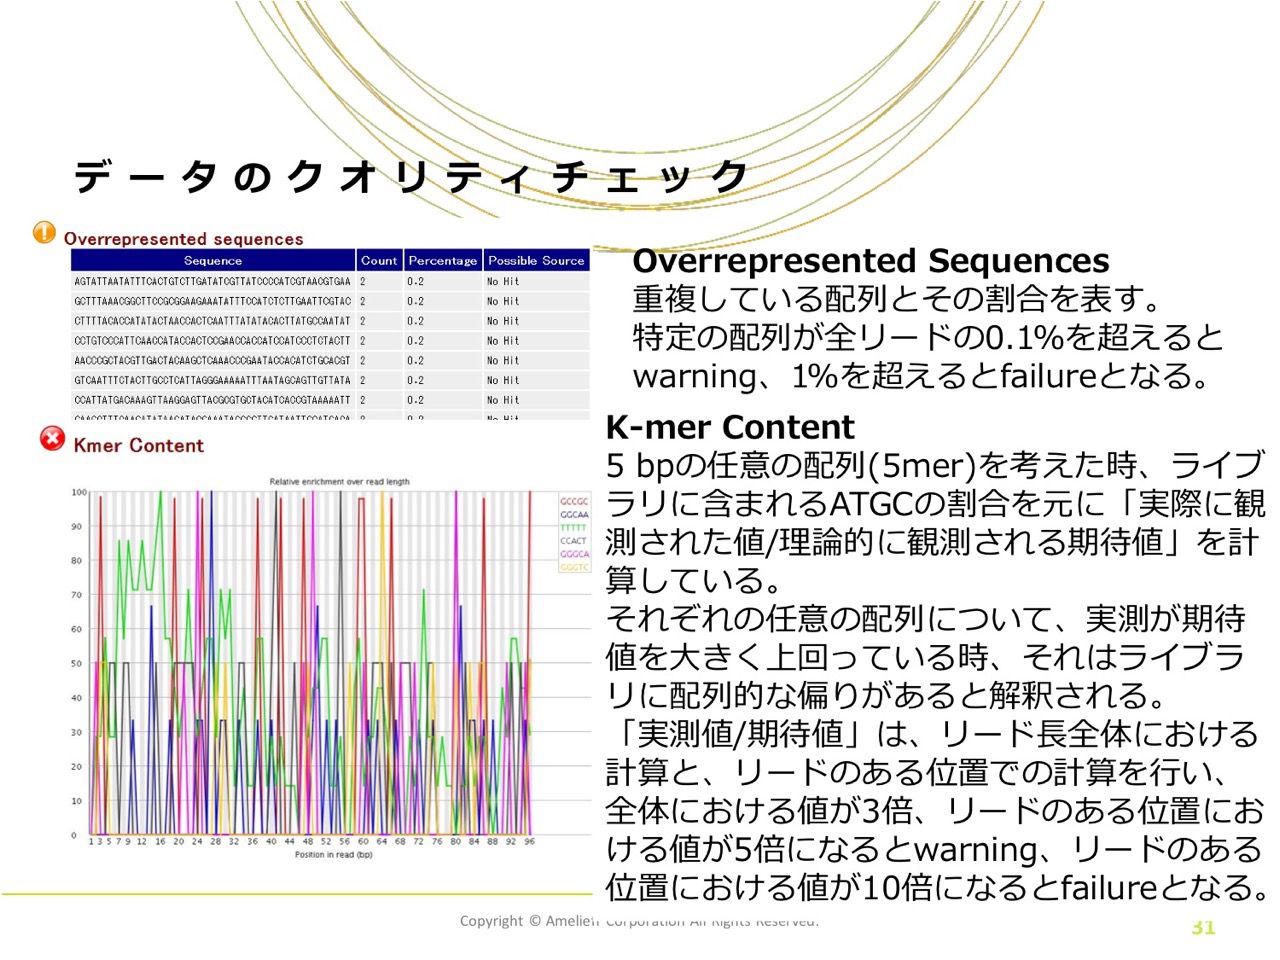 データのクオリティチェック
Overrepresented sequences
Sequence Count Percentage Possible Source
AGTATTAATATTTCACTGTCTTGATATCGTTATCCCCATCGTAACGTGAA 2 0.2 No Hit
GCTTTAAACGGCTTCCGCGGAAGAAATATTTCCATCTCTTGAATTCGTAC 2 0.2 No Hit
CTTTTACACCATATACTAACCACTCAATTTATATACACTTATGCCAATAT 2 0.2 No Hit
CCTGTCCCATTCAACCATACCACTCCGAACCACCATCCATCCCTCTACTT 2 0.2 No Hit
AACCCGCTACGTTGACTACAAGCTCAAACCCGAATACCACATCTGCACGT 2 0.2 No Hit
GTCAATTTCTACTTGCCTCATTAGGGAAAAATTTAATAGCAGTTGTTATA 2 0.2 No Hit
CCATTATGACAAAGTTAAGGAGTTACGCGTGCTACATCACCGTAAAAATT 2 0.2 No Hit
2 0.2 No Hit
Kmer Content
Relative enrichment over read length
100
90
80
70
60
50
40
30
20
10
0
GCCGC
GGCAA
TTTTT
CCACT
GGGCA
GGGTC
1 3 5 7 9 12 16 20 24 28 32 36 40 44 48 52 56 60 64 68 72 76 80 84 88 92 96
Position in read (bp)
Overrepresented Sequences
重複している配列とその割合を表す。
特定の配列が全リードの0.1%を超えると
warning、1%を超えるとfailureとなる。
K-mer Content
5 bpの任意の配列(5mer)を考えた時、ライブ
ラリに含まれるATGCの割合を元に「実際に観
測された値/理論的に観測される期待値」を計
算している。
それぞれの任意の配列について、実測が期待
値を大きく上回っている時、それはライブラ
リに配列的な偏りがあると解釈される。
「実測値/期待値」は、リード長全体における
計算と、リードのある位置での計算を行い、
全体における値が3倍、リードのある位置にお
ける値が5倍になるとwarning、リードのある
位置における値が10倍になるとfailureとなる。
Copyright © Amelieff Corporation All Rights Reserved.
31